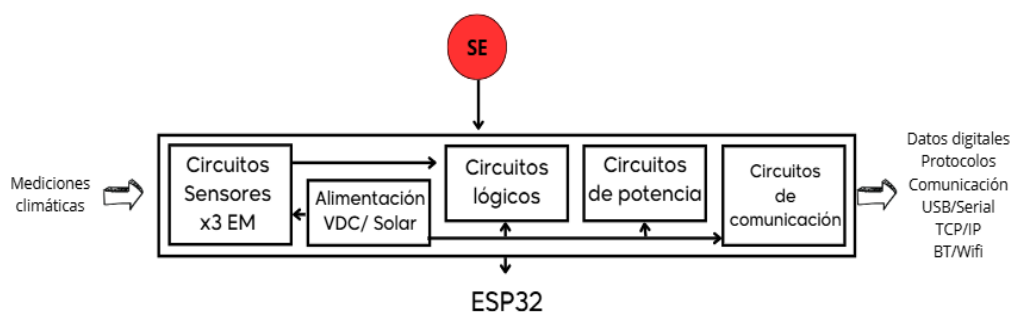 SE
Mediciones
climáticas
Circuitos
Sensores
x3 EM
Alimentación
VDC/ Solar
Circuitos
lógicos
Circuitos
de potencia
Circuitos
de
comunicación
Datos digitales
Protocolos
Comunicación
USB/Serial
TCP/IP
BT/Wifi
ESP32